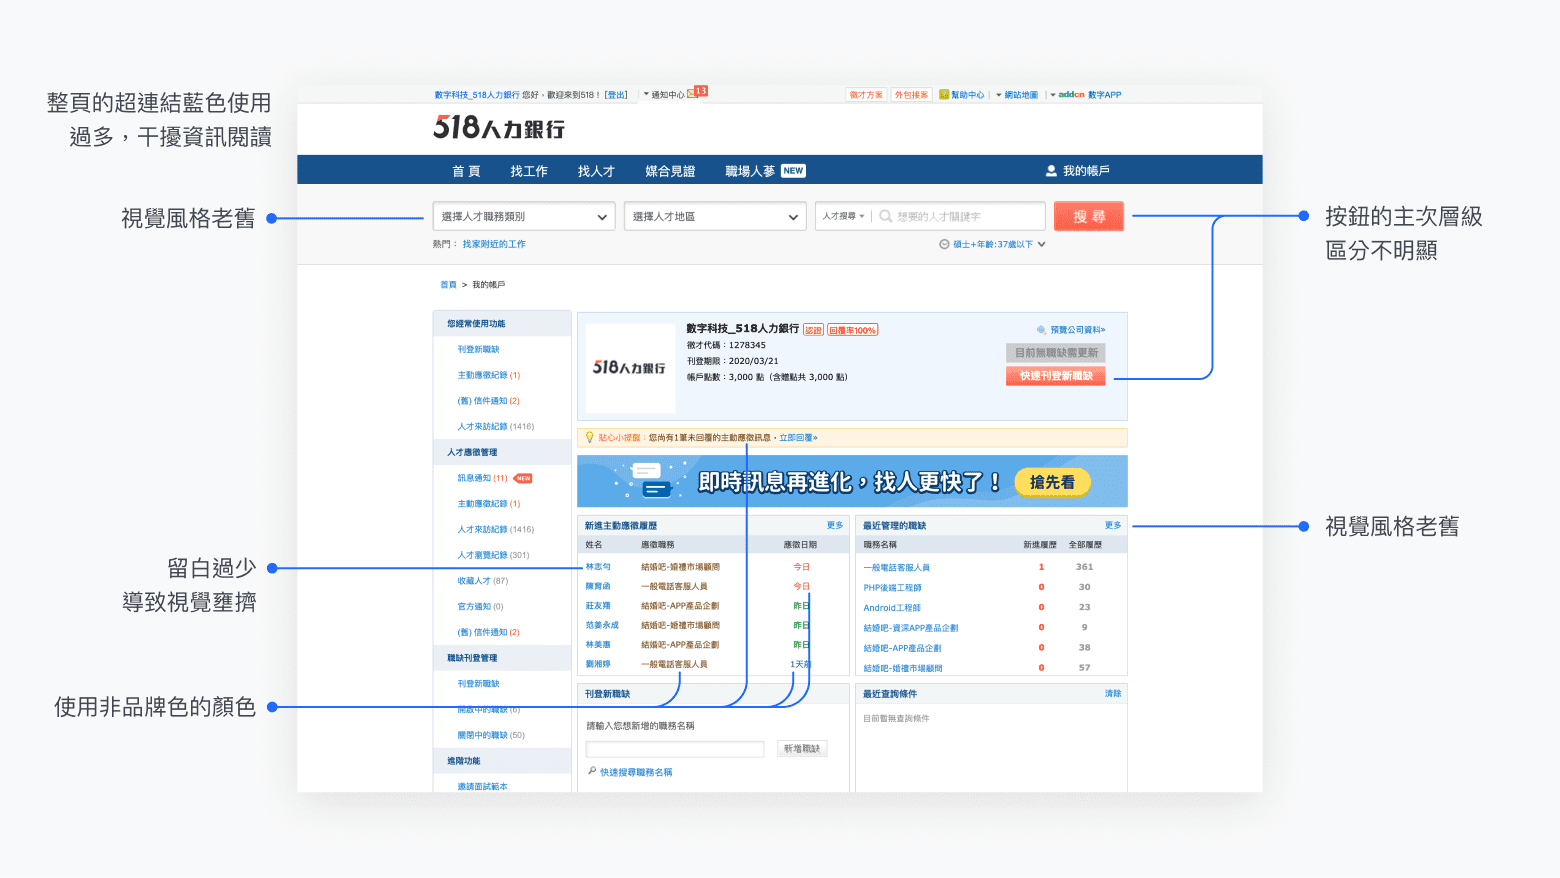 整頁的超連結藍色使用
過多，干擾資訊閱讀
視覺風格老舊
留白過少
導致視覺壅擠
使用非品牌色的顏色
數字科技_518人力銀行 您好，歡迎來到518！ [登出]
通知中心 13
徵才方案 外包接案 幫助中心 網站地圖 addcn 數字APP
518人力銀行
首頁 找工作 找人才 媒合見證 職場人蔘 NEW 我的帳戶
選擇人才職務類別 選擇人才地區 人才搜尋 想要的人才關鍵字 搜尋
熱門： 找家附近的工作 碩士+年齡:37歲以下
首頁 > 我的帳戶
您經常使用功能
刊登新職缺
主動應徵紀錄 (1)
(舊) 信件通知 (2)
人才來訪紀錄 (1416)
人才應徵管理
訊息通知 (11) NEW
主動應徵紀錄 (1)
人才來訪紀錄 (1416)
人才瀏覽紀錄 (301)
收藏人才 (87)
官方通知 (0)
(舊) 信件通知 (2)
職缺刊登管理
刊登新職缺
開啟中的職缺 (6)
關閉中的職缺 (50)
進階功能
邀請面試範本
518人力銀行
數字科技_518人力銀行 認證 回覆率100%
徵才代碼：1278345
刊登期限：2020/03/21
帳戶點數：3,000 點（含贈點共 3,000 點）
預覽公司資料»
目前無職缺需更新
快速刊登新職缺
貼心小提醒：您尚有1筆未回覆的主動應徵訊息，立即回覆»
即時訊息再進化，找人更快了！ 搶先看
新進主動應徵履歷 更多
姓名 應徵職務 應徵日期
林志勻 結婚吧-婚禮市場顧問 今日
陳育函 一般電話客服人員 今日
莊友翔 結婚吧-APP產品企劃 昨日
范姜永成 結婚吧-婚禮市場顧問 昨日
林美惠 結婚吧-APP產品企劃 昨日
劉湘婷 一般電話客服人員 1天前
最近管理的職缺 更多
職務名稱 新進履歷 全部履歷
一般電話客服人員 1 361
PHP後端工程師 0 30
Android工程師 0 23
結婚吧-資深APP產品企劃 0 9
結婚吧-APP產品企劃 0 38
結婚吧-婚禮市場顧問 0 57
刊登新職缺
請輸入您想新增的職務名稱
新增職缺
快速搜尋職務名稱
最近查詢條件 清除
目前暫無查詢條件
按鈕的主次層級
區分不明顯
視覺風格老舊